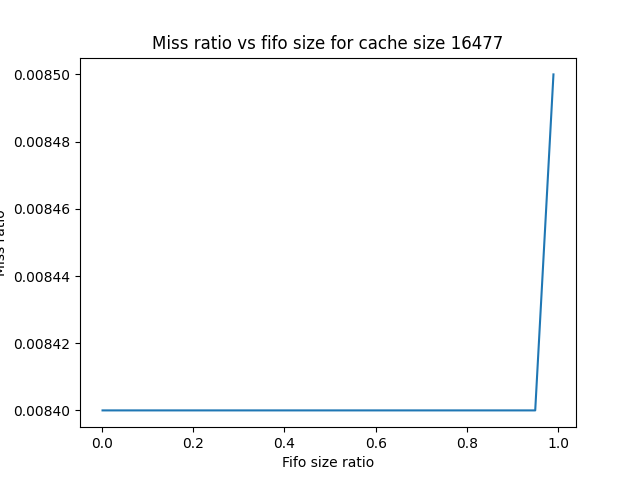 Miss ratio vs fifo size for cache size 16477
0.00850
0.00848
0.00846
0.00844
0.00842
0.00840
Miss ratio
0.0 0.2 0.4 0.6 0.8 1.0
Fifo size ratio